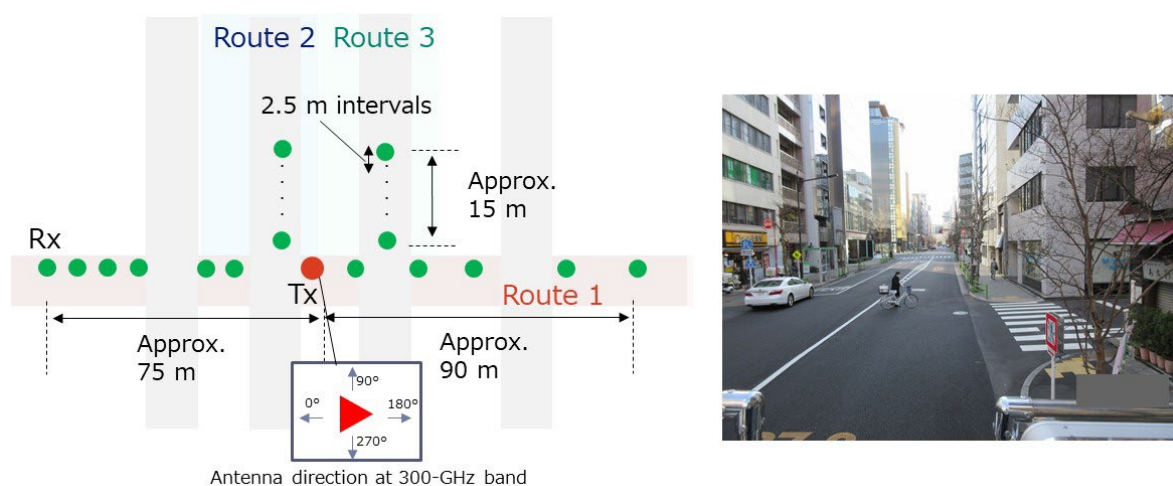 Route 2
Route 3
2.5 m intervals
Approx.
15 m
Rx
Tx
Route 1
Approx.
75 m
Approx.
90 m
90°
0°
180°
270°
Antenna direction at 300-GHz band